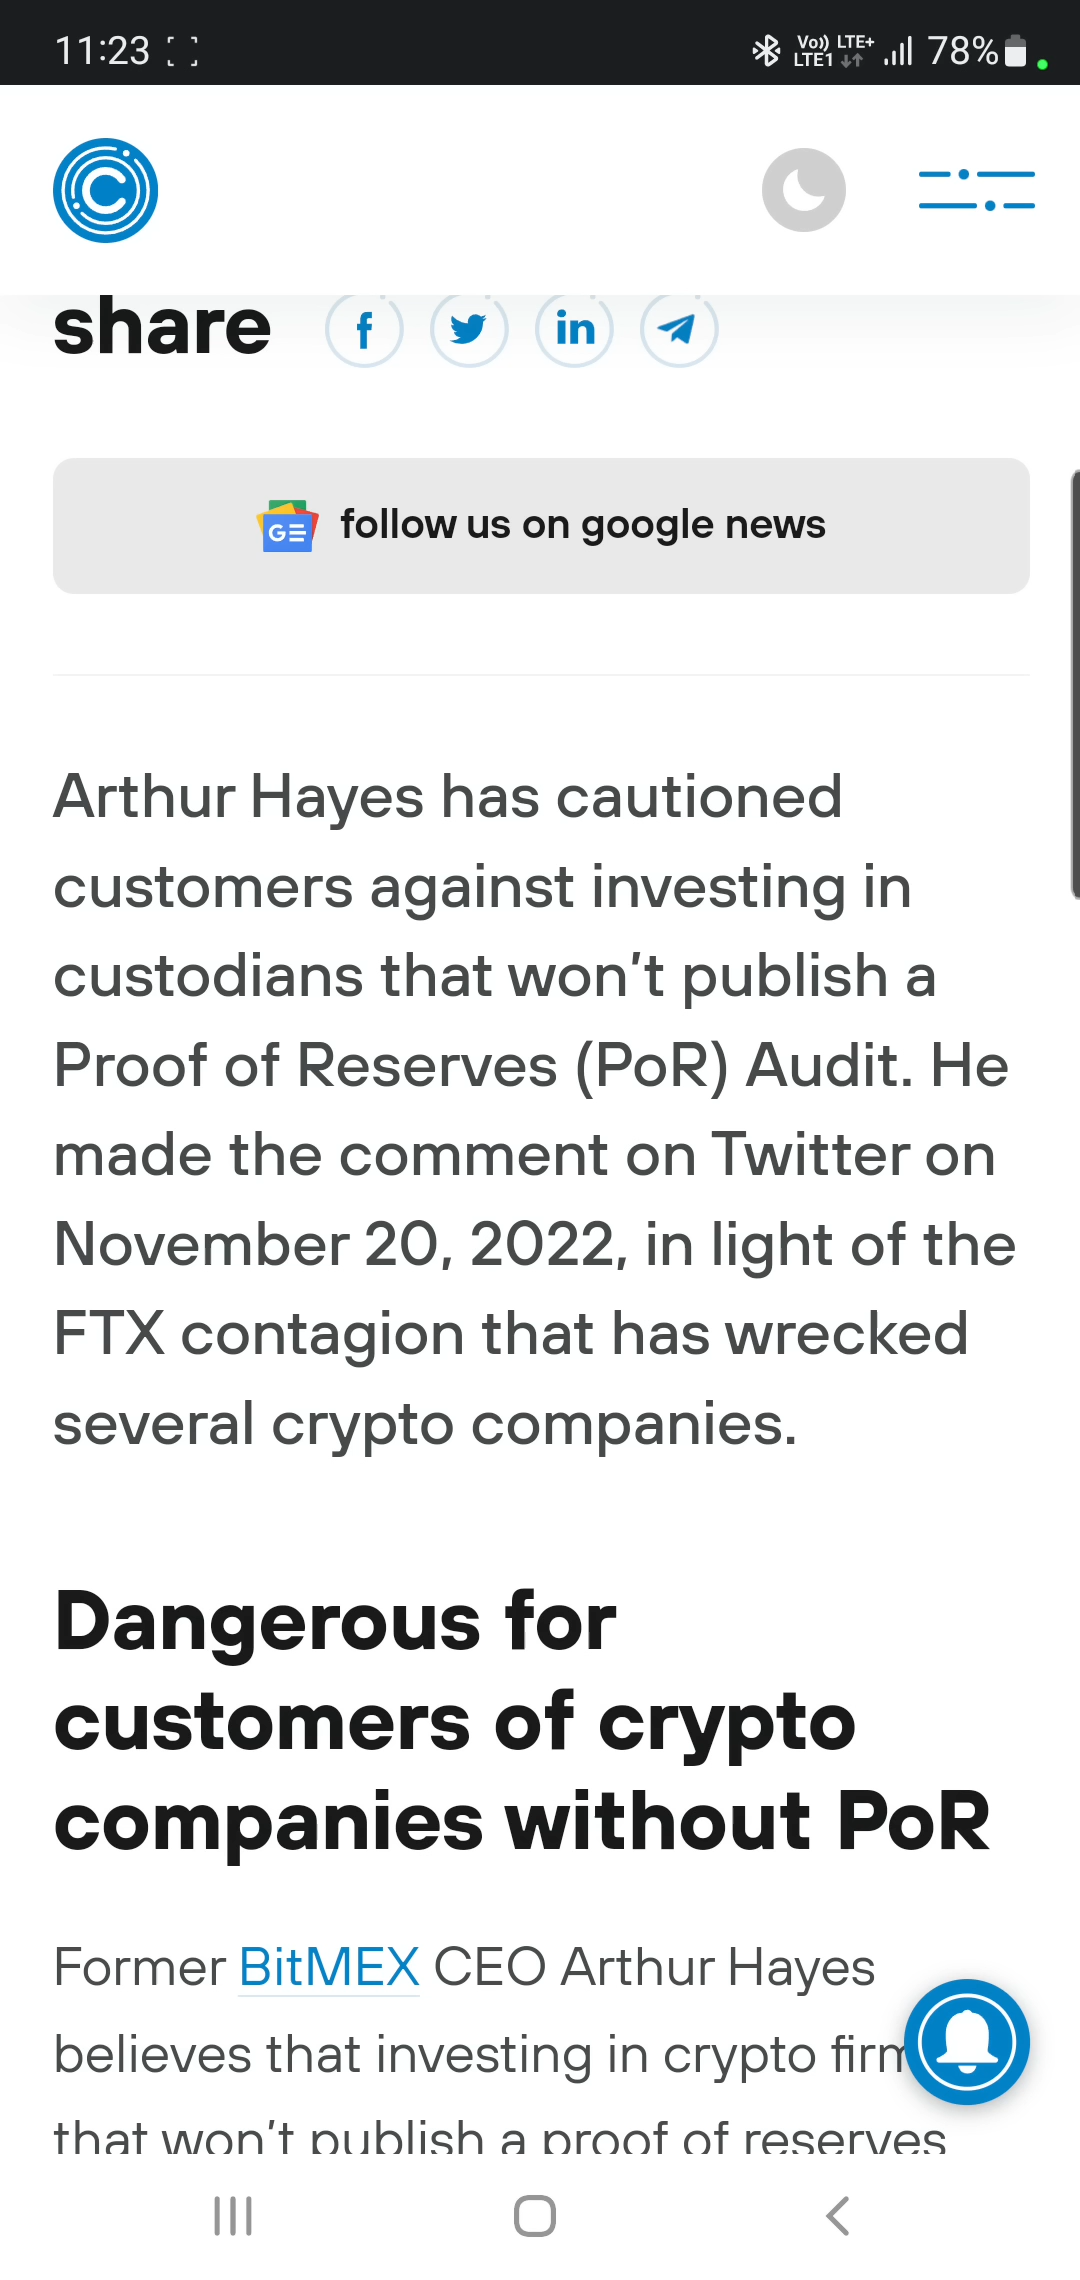 11:23
Vo)) LTE+
LTE1
78%
share
follow us on google news
Arthur Hayes has cautioned
customers against investing in
custodians that won't publish a
Proof of Reserves (PoR) Audit. He
made the comment on Twitter on
November 20, 2022, in light of the
FTX contagion that has wrecked
several crypto companies.
Dangerous for
customers of crypto
companies without PoR
Former BitMEX CEO Arthur Hayes
believes that investing in crypto
that won't publish a proof of reserves